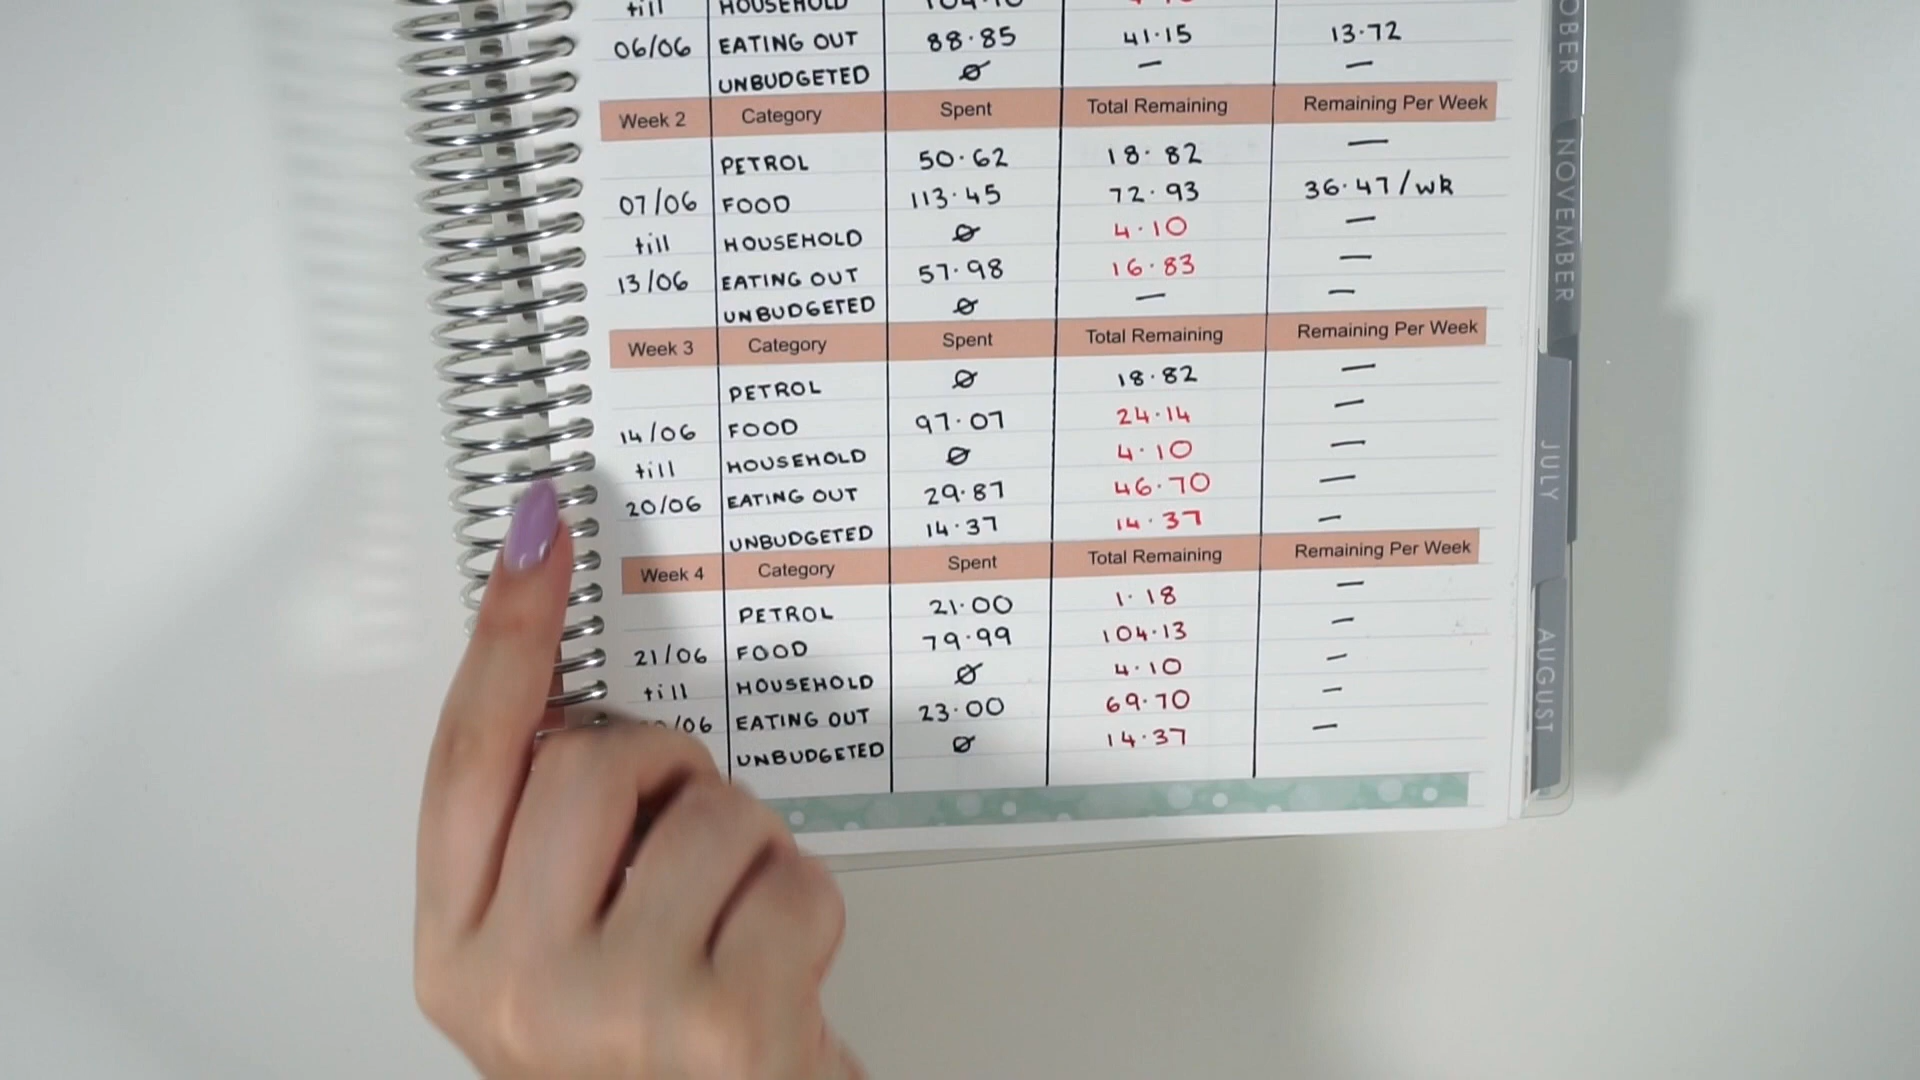 till HOUSEHOLD
06/06 EATING OUT 88.85 41.15 13.72
UNBUDGETED ∅ — —
Week 2 Category Spent Total Remaining Remaining Per Week
PETROL 50.62 18.82 —
07/06 FOOD 113.45 72.93 36.47/wk
till HOUSEHOLD ∅ 4.10 —
13/06 EATING OUT 57.98 16.83 —
UNBUDGETED ∅ — —
Week 3 Category Spent Total Remaining Remaining Per Week
PETROL ∅ 18.82 —
14/06 FOOD 97.07 24.14 —
till HOUSEHOLD ∅ 4.10 —
20/06 EATING OUT 29.87 46.70 —
UNBUDGETED 14.37 14.37 —
Week 4 Category Spent Total Remaining Remaining Per Week
PETROL 21.00 1.18 —
21/06 FOOD 79.99 104.13 —
till HOUSEHOLD ∅ 4.10 —
/06 EATING OUT 23.00 69.70 —
UNBUDGETED ∅ 14.37 —
NOVEMBER
JULY
AUGUST